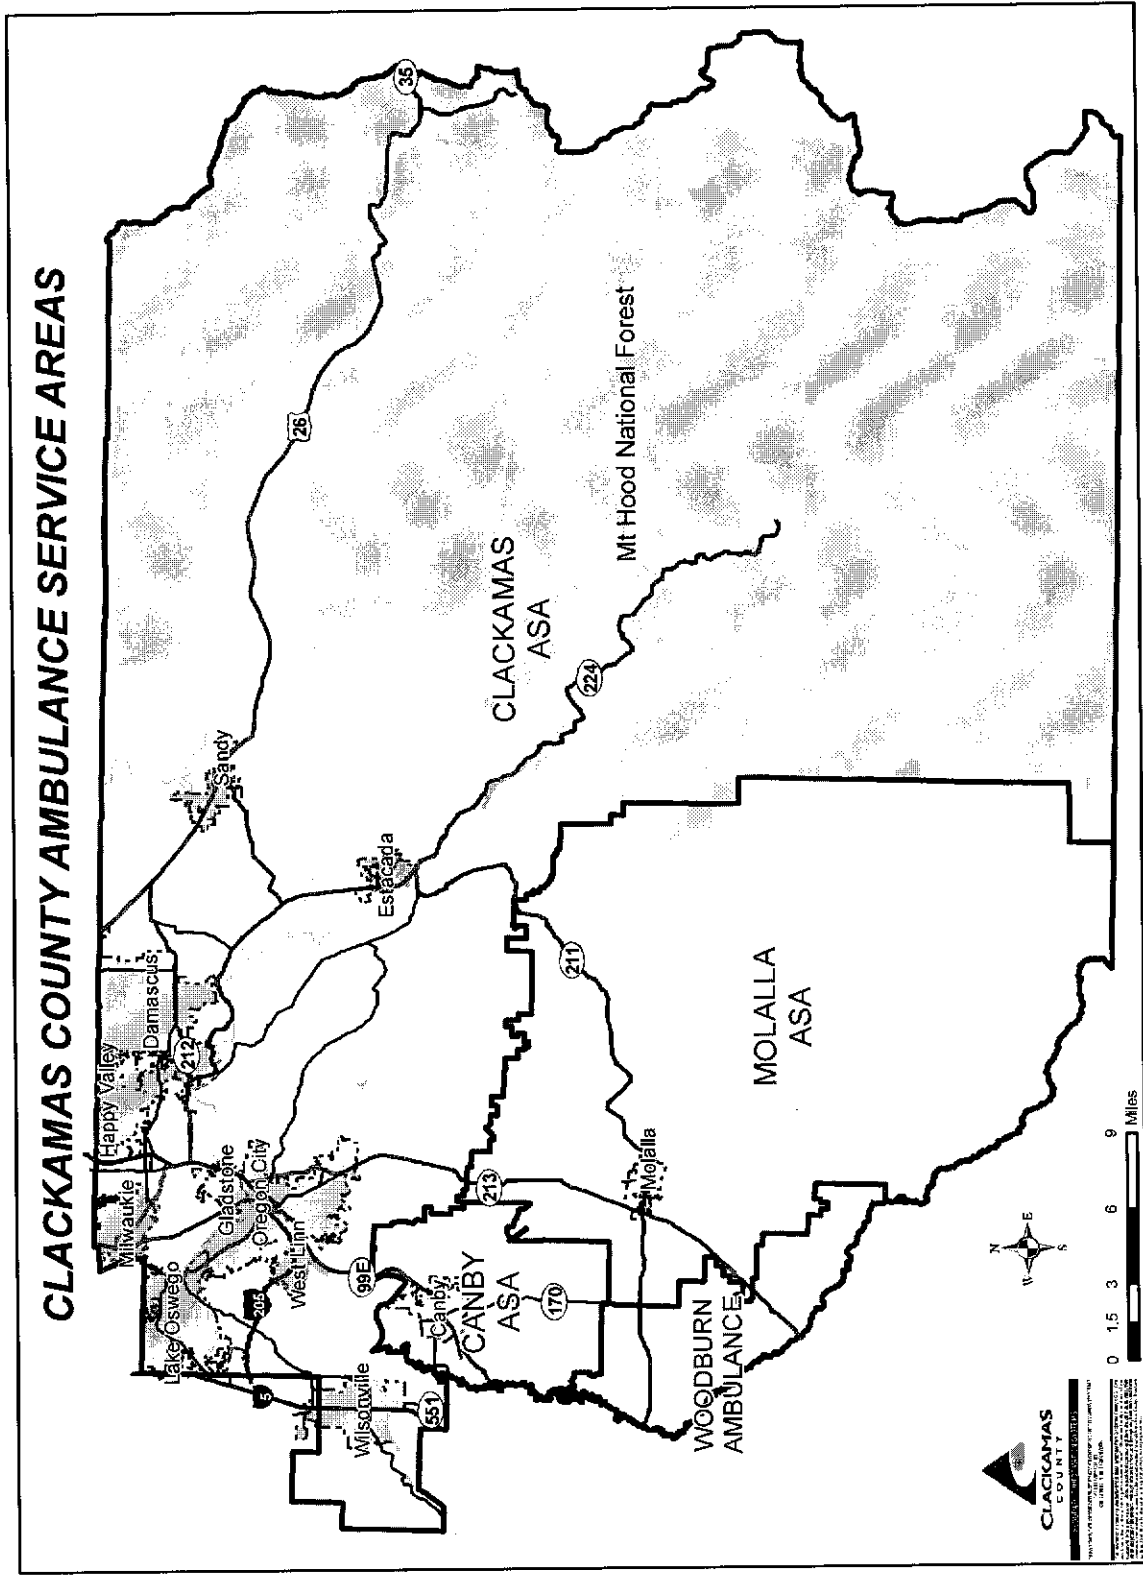 CLACKAMAS COUNTY AMBULANCE SERVICE AREAS
Milwaukie
Happy Valley
Damascus
212
Sandy
26
35
Lake Oswego
Gladstone
Oregon City
West Linn
205
5
Estacada
Wilsonville
551
99E
Canby
CANBY
ASA
213
170
211
224
CLACKAMAS
ASA
Mt Hood National Forest
Molalla
MOLALLA
ASA
WOODBURN
AMBULANCE
N
W E
S
CLACKAMAS
COUNTY
0 1.5 3 6 9
Miles